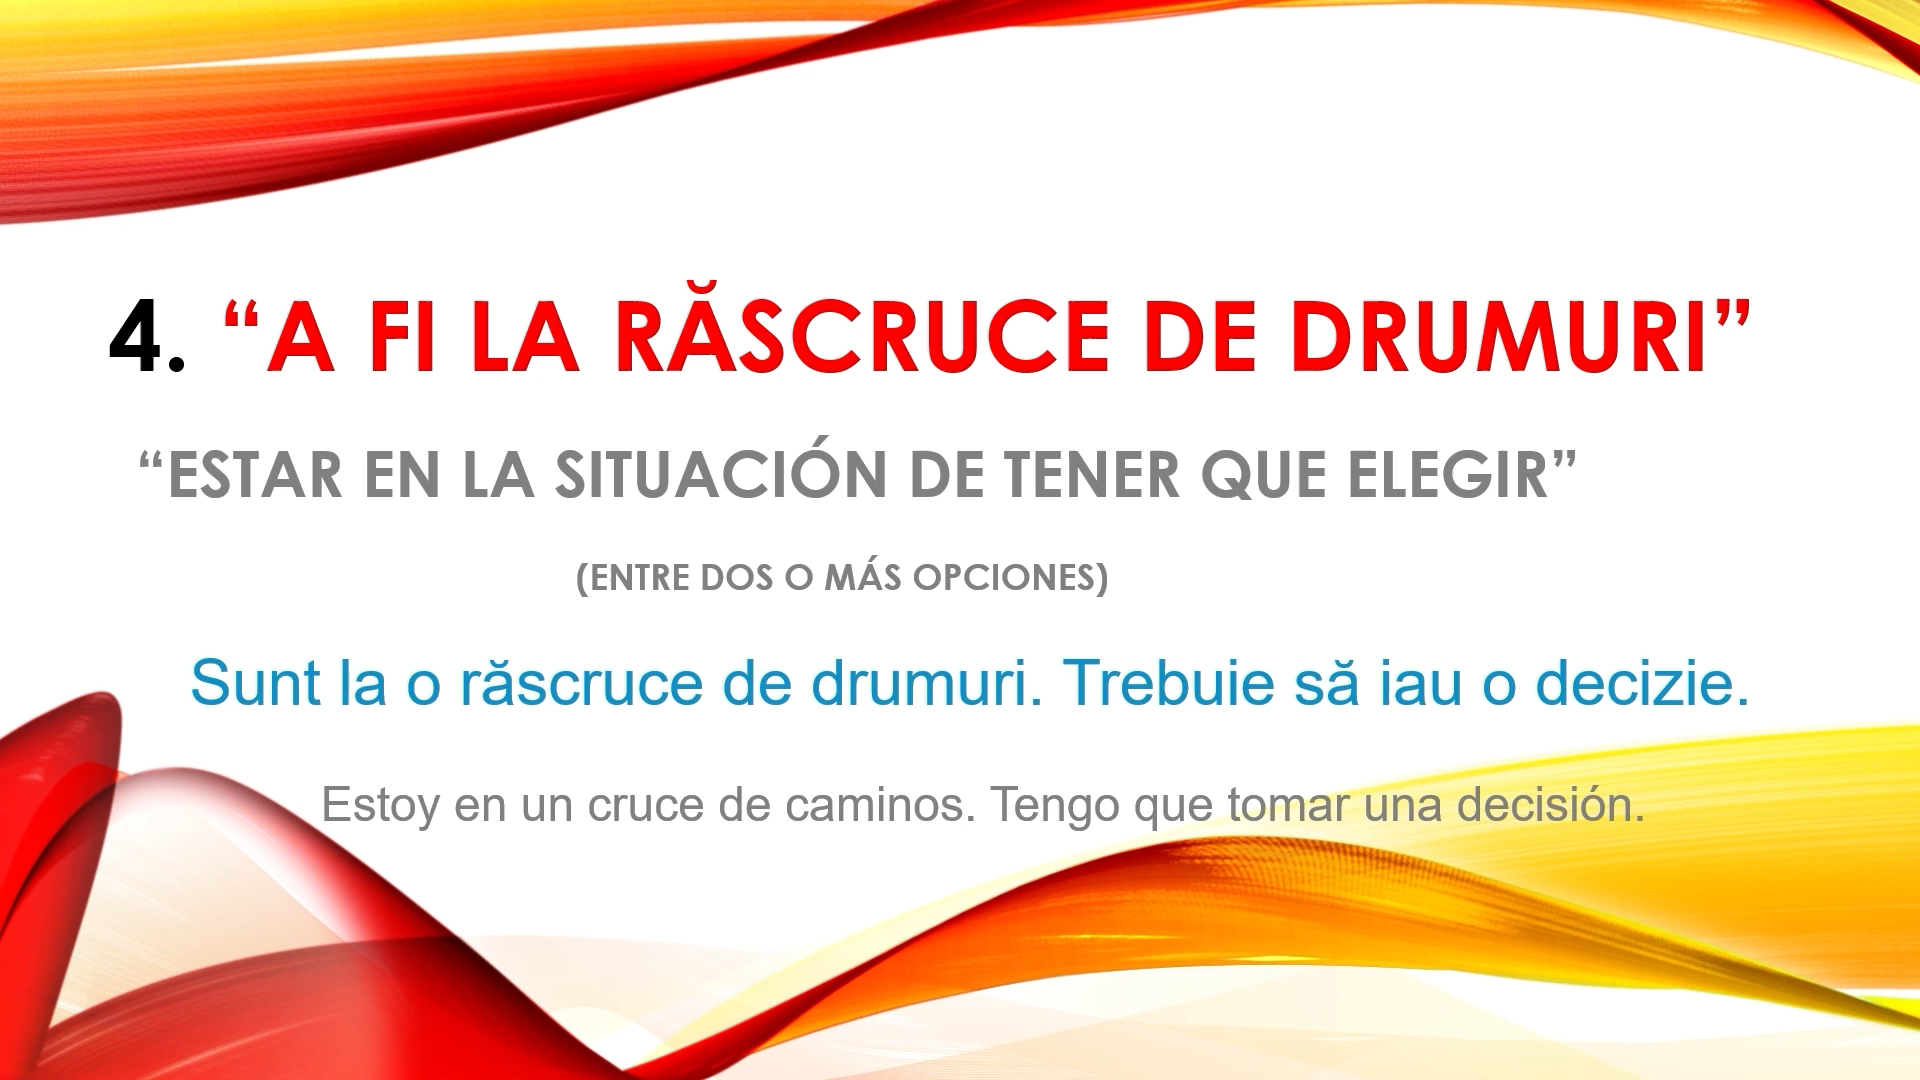 4. “A FI LA RĂSCRUCE DE DRUMURI”
“ESTAR EN LA SITUACIÓN DE TENER QUE ELEGIR”
(ENTRE DOS O MÁS OPCIONES)
Sunt la o răscruce de drumuri. Trebuie să iau o decizie.
Estoy en un cruce de caminos. Tengo que tomar una decisión.